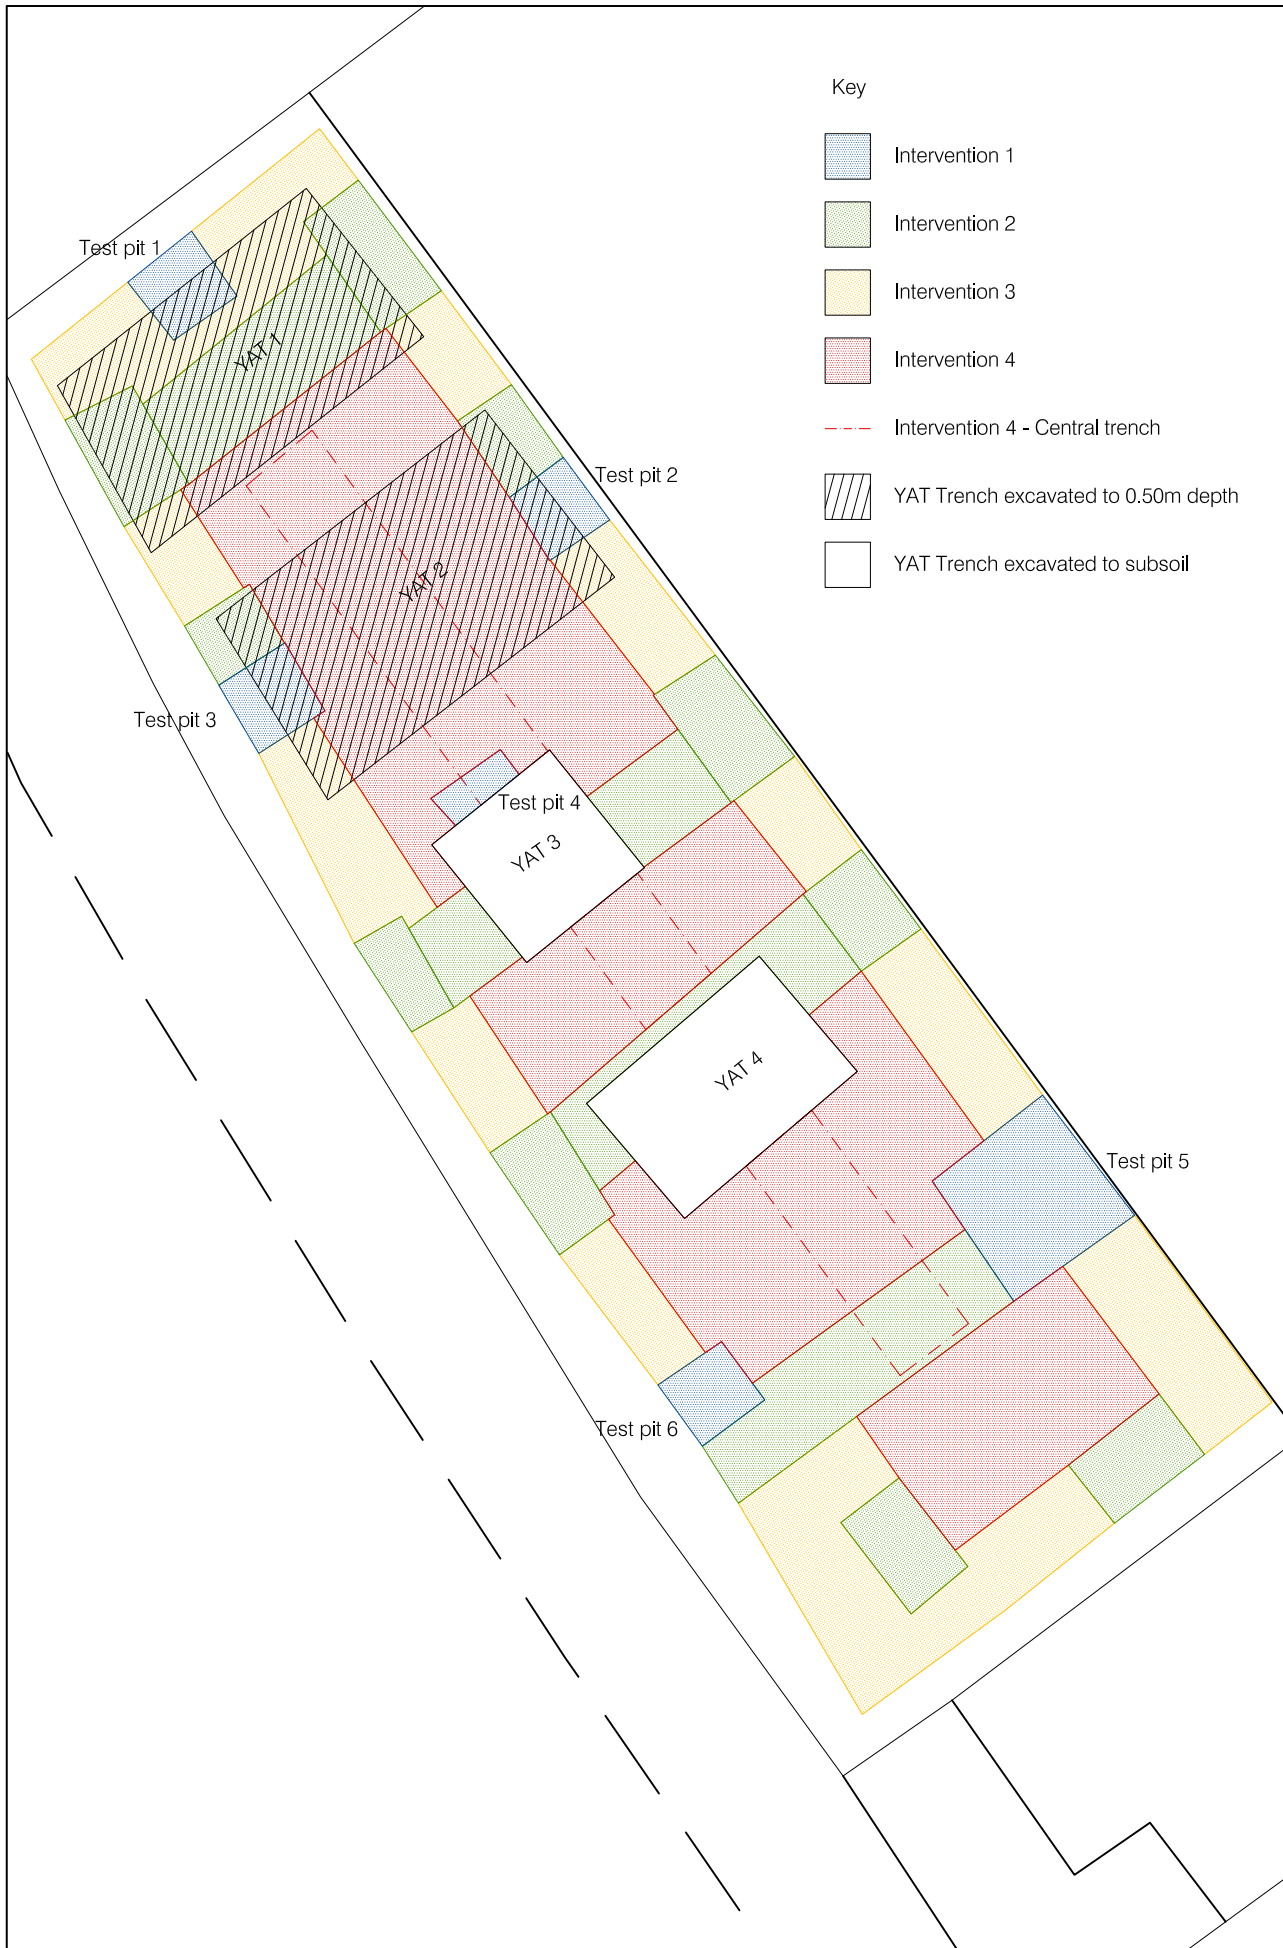 Key
Intervention 1
Intervention 2
Intervention 3
Intervention 4
Intervention 4 - Central trench
YAT Trench excavated to 0.50m depth
YAT Trench excavated to subsoil
Test pit 1
YAT 1
Test pit 2
YAT 2
Test pit 3
Test pit 4
YAT 3
YAT 4
Test pit 5
Test pit 6